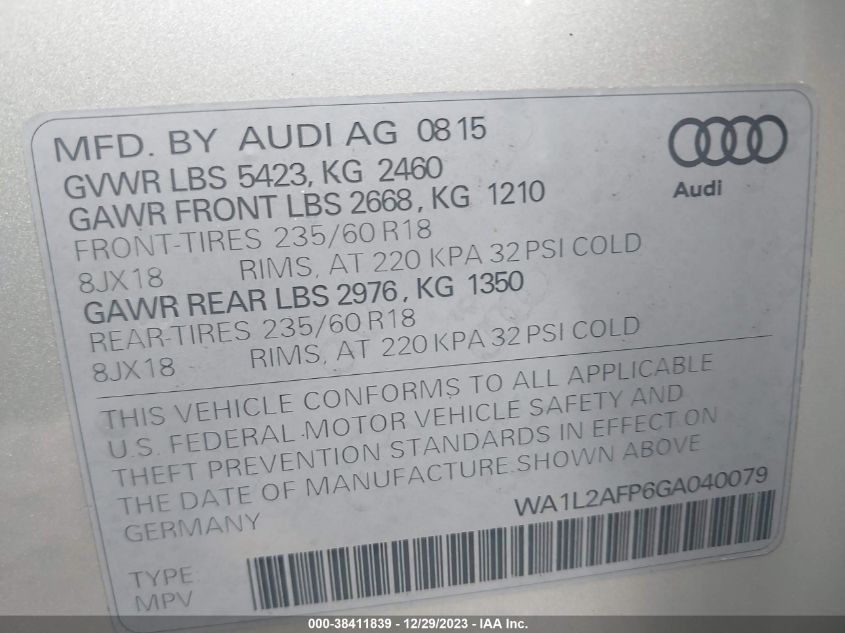 MFD. BY AUDI AG 08 15
GVWR LBS 5423, KG 2460
GAWR FRONT LBS 2668, KG 1210
FRONT-TIRES 235/60 R18
8JX18 RIMS, AT 220 KPA 32 PSI COLD
GAWR REAR LBS 2976, KG 1350
REAR-TIRES 235/60 R18
8JX18 RIMS, AT 220 KPA 32 PSI COLD
Audi
THIS VEHICLE CONFORMS TO ALL APPLICABLE
U.S. FEDERAL MOTOR VEHICLE SAFETY AND
THEFT PREVENTION STANDARDS IN EFFECT ON
THE DATE OF MANUFACTURE SHOWN ABOVE
GERMANY WA1L2AFP6GA040079
TYPE:
MPV
000-38411839 - 12/29/2023 - IAA Inc.